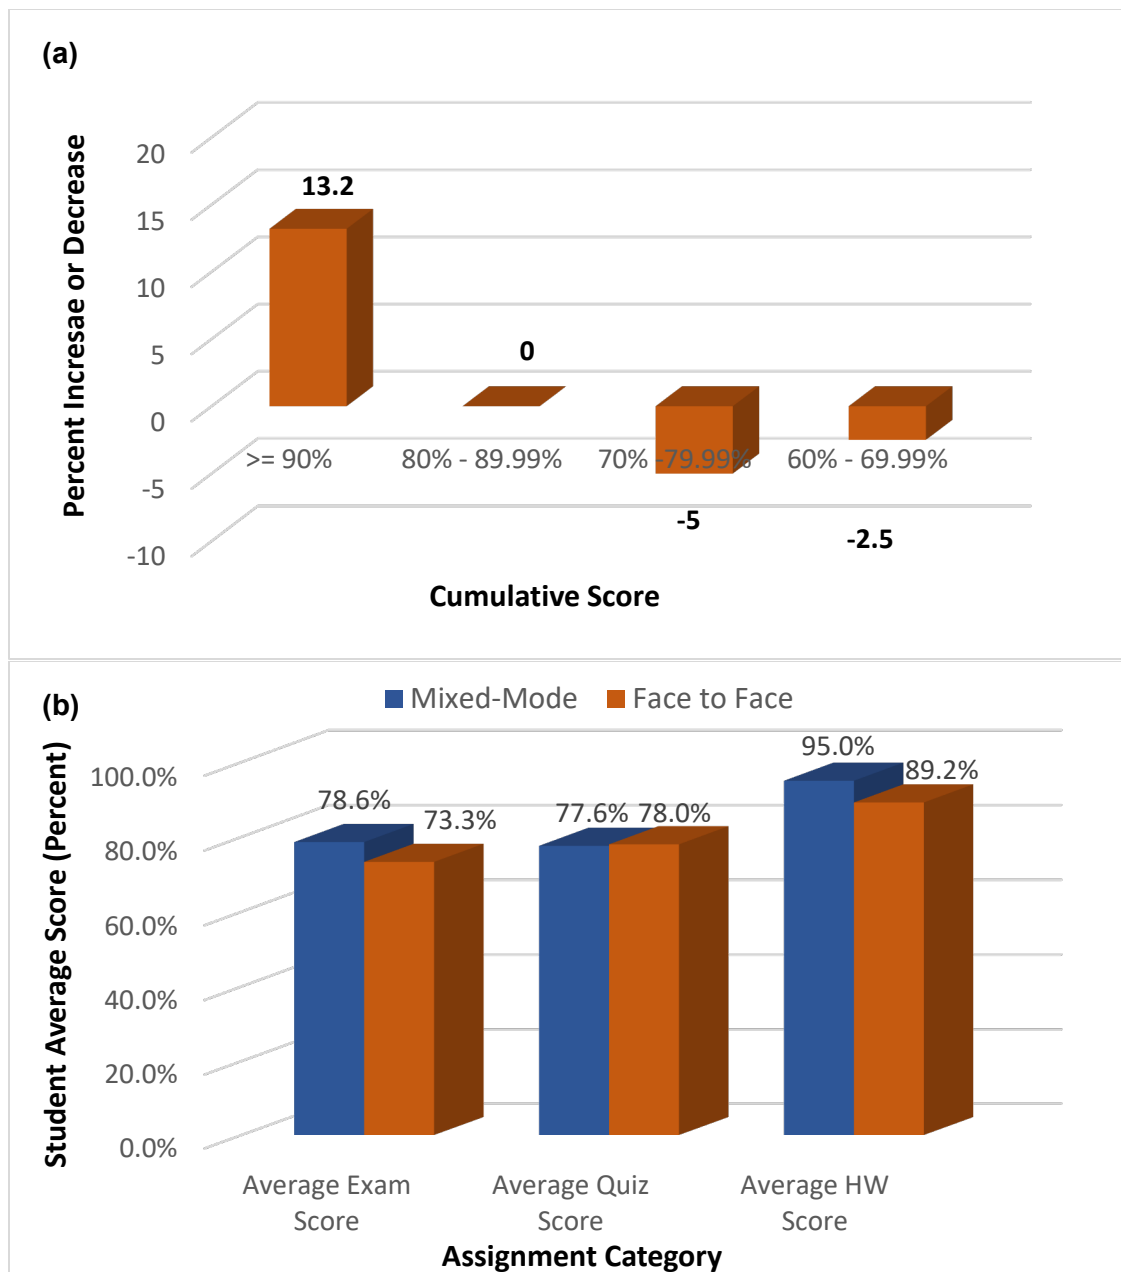 (a)
Percent Incresae or Decrease
20
15
10
5
0
-5
-10
13.2
0
-5
-2.5
>= 90%
80% - 89.99%
70% -79.99%
60% - 69.99%
Cumulative Score
(b)
Mixed-Mode
Face to Face
Student Average Score (Percent)
100.0%
80.0%
60.0%
40.0%
20.0%
0.0%
78.6%
73.3%
77.6%
78.0%
95.0%
89.2%
Average Exam
Score
Average Quiz
Score
Average HW
Score
Assignment Category